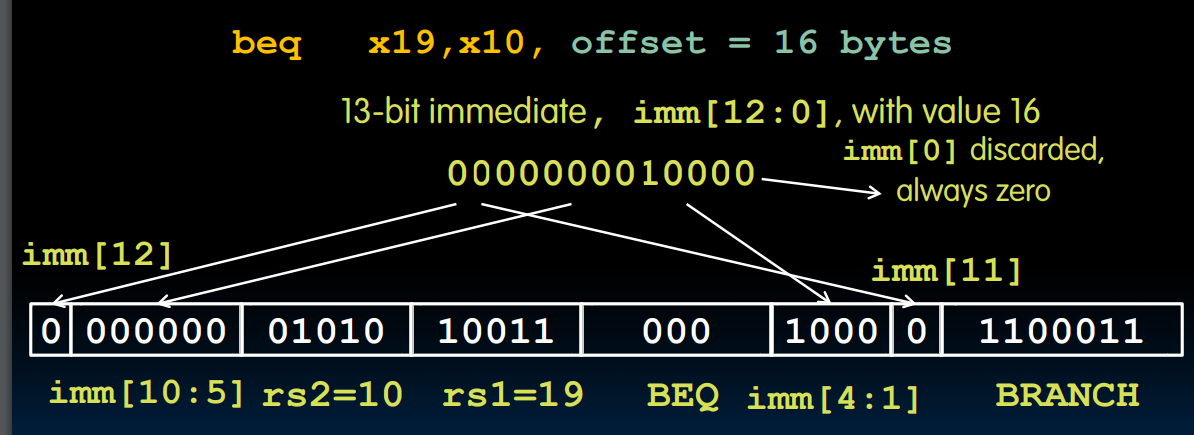 beq x19,x10, offset = 16 bytes
13-bit immediate, imm[12:0], with value 16
imm[0] discarded,
0000000010000
always zero
imm[12]
imm[11]
0 000000 01010 10011 000 1000 0 1100011
imm[10:5] rs2=10 rs1=19 BEQ imm[4:1] BRANCH